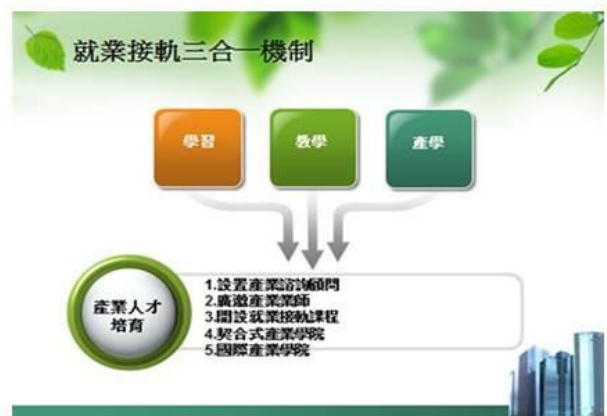 就業接軌三合一機制
學習
教學
產學
產業人才
培育
1.設置產業諮詢顧問
2.廣邀產業業師
3.開設就業接軌課程
4.契合式產業學院
5.國際產業學院